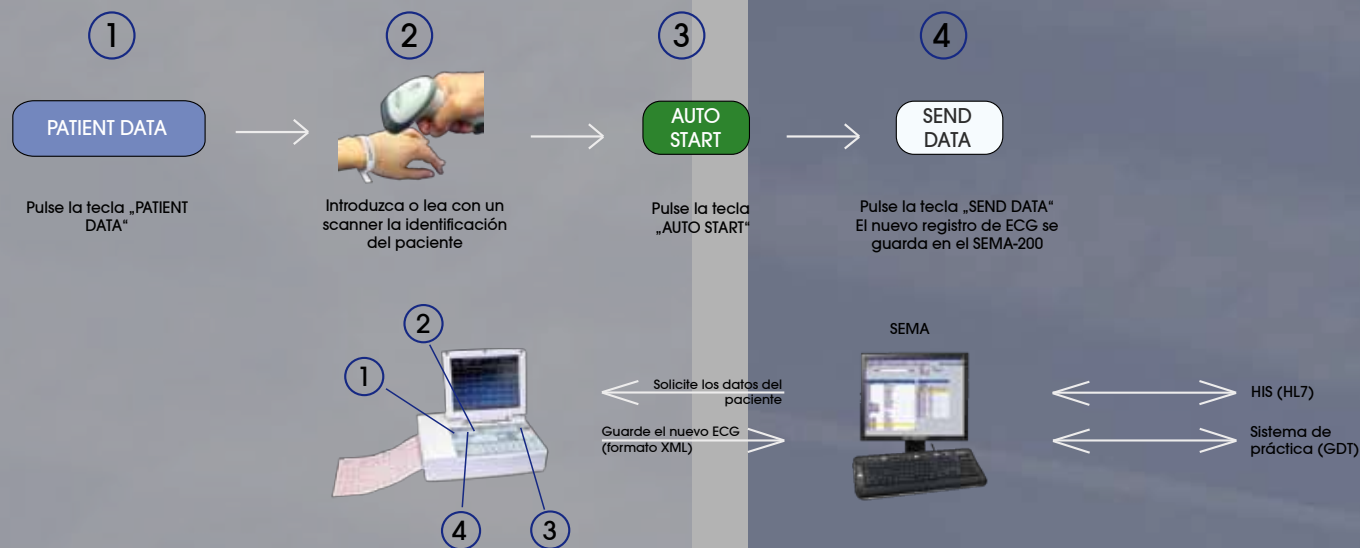 1
2
3
4
PATIENT DATA
AUTO
START
SEND
DATA
Pulse la tecla „PATIENT
DATA“
Introduzca o lea con un
scanner la identificación
del paciente
Pulse la tecla
„AUTO START“
Pulse la tecla „SEND DATA“
El nuevo registro de ECG se
guarda en el SEMA-200
2
1
4
3
SEMA
Solicite los datos del
paciente
Guarde el nuevo ECG
(formato XML)
HIS (HL7)
Sistema de
práctica (GDT)